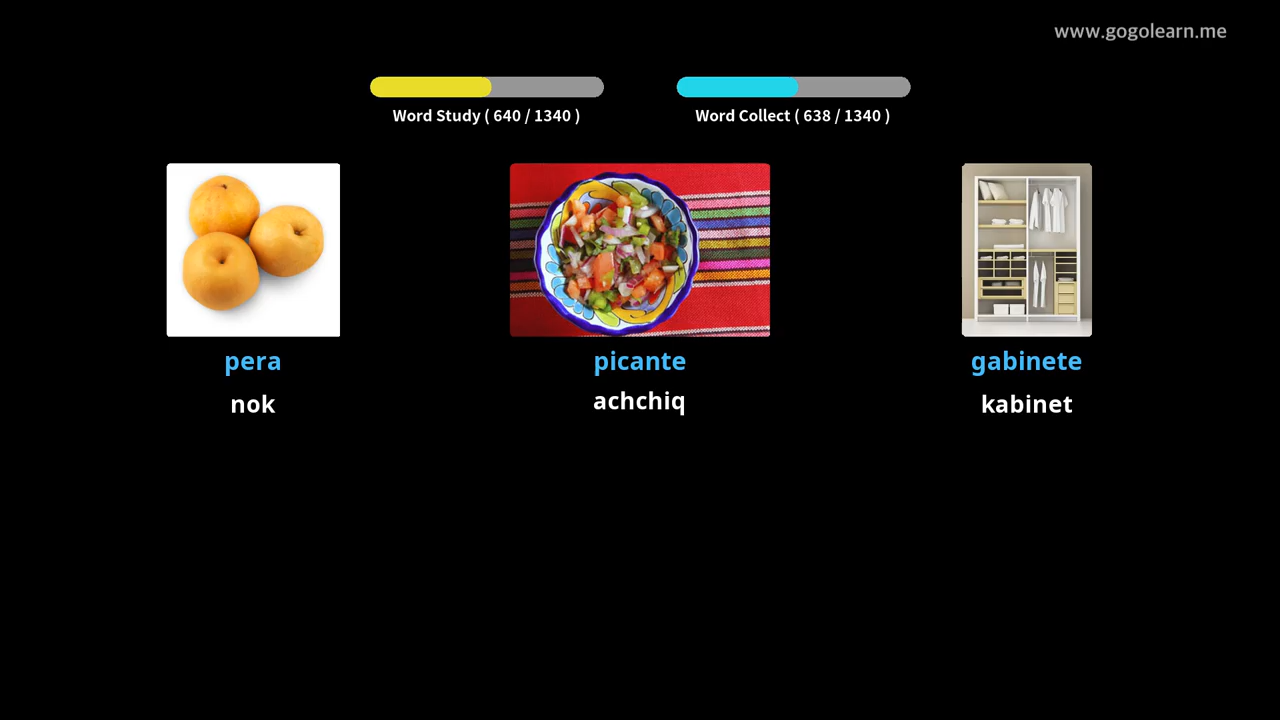 www.gogolearn.me
Word Study ( 640 / 1340 )
Word Collect ( 638 / 1340 )
pera
picante
gabinete
nok
achchiq
kabinet